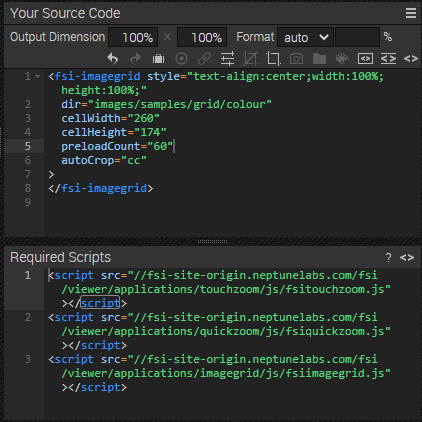 Your Source Code
Output Dimension 100% x 100% Format auto %
1 <fsi-imagegrid style="text-align:center;width:100%;
height:100%;"
2 dir="images/samples/grid/colour"
3 cellWidth="260"
4 cellHeight="174"
5 preloadCount="60"
6 autoCrop="cc"
7 >
8 </fsi-imagegrid>
9
Required Scripts ? <>
1 <script src="//fsi-site-origin.neptunelabs.com/fsi
/viewer/applications/touchzoom/js/fsitouchzoom.js"
></script>
2 <script src="//fsi-site-origin.neptunelabs.com/fsi
/viewer/applications/quickzoom/js/fsiquickzoom.js"
></script>
3 <script src="//fsi-site-origin.neptunelabs.com/fsi
/viewer/applications/imagegrid/js/fsiimagegrid.js"
></script>